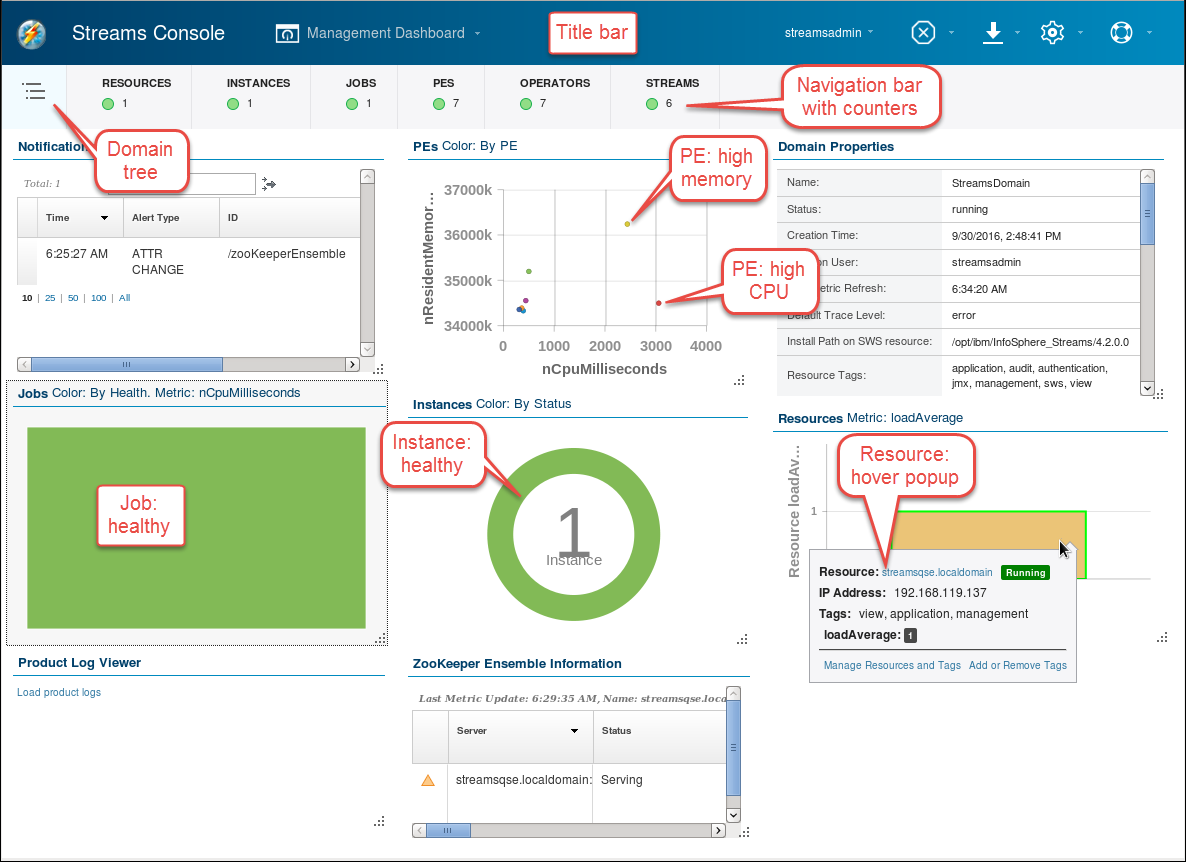 Streams Console
Management Dashboard
Title bar
streamsadmin
RESOURCES
1
INSTANCES
1
JOBS
1
PES
7
OPERATORS
7
STREAMS
6
Navigation bar
with counters
Domain
tree
Total: 1
Time
Alert Type
ID
6:25:27 AM
ATTR
CHANGE
/zooKeeperEnsemble
10 | 25 | 50 | 100 | All
PEs Color: By PE
PE: high
memory
PE: high
CPU
37000k
36000k
35000k
34000k
0
1000
2000
3000
4000
nResidentMemor...
nCpuMilliseconds
Domain Properties
Name:
StreamsDomain
Status:
running
Creation Time:
9/30/2016, 2:48:41 PM
User:
streamsadmin
Refresh:
6:34:20 AM
Default Trace Level:
error
Install Path on SWS resource:
/opt/ibm/InfoSphere_Streams/4.2.0.0
Resource Tags:
application, audit, authentication,
jmx, management, sws, view
Jobs Color: By Health. Metric: nCpuMilliseconds
Job:
healthy
Instances Color: By Status
Instance:
healthy
1
Instance
Resources Metric: loadAverage
Resource:
hover popup
Resource loadAv...
1
Resource: streamsqse.localdomain Running
IP Address: 192.168.119.137
Tags: view, application, management
loadAverage: 1
Manage Resources and Tags Add or Remove Tags
Product Log Viewer
Load product logs
ZooKeeper Ensemble Information
Last Metric Update: 6:29:35 AM, Name: streamsqse.loca
Server
Status
streamsqse.localdomain:
Serving